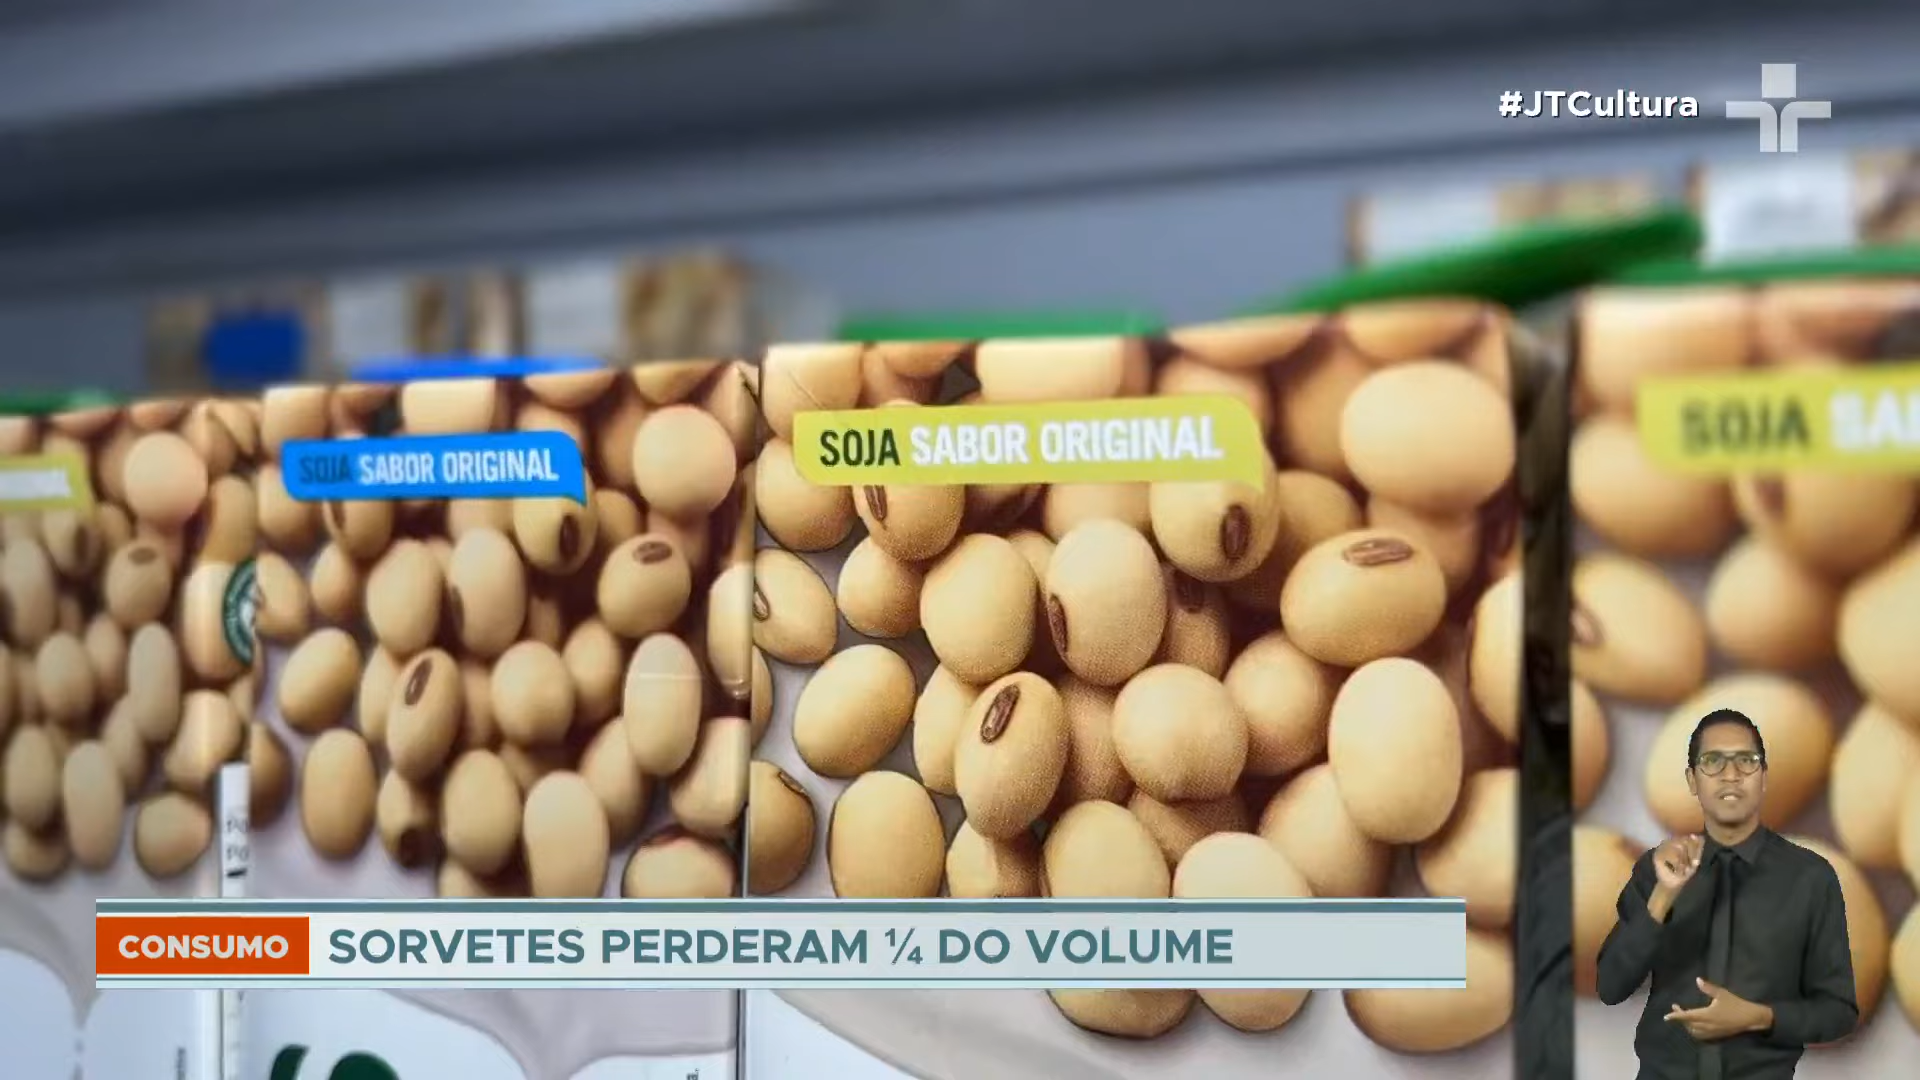 #JTCultura
SOJA SABOR ORIGINAL
SOJA SABOR ORIGINAL
SOJA
CONSUMO
SORVETES PERDERAM ¼ DO VOLUME